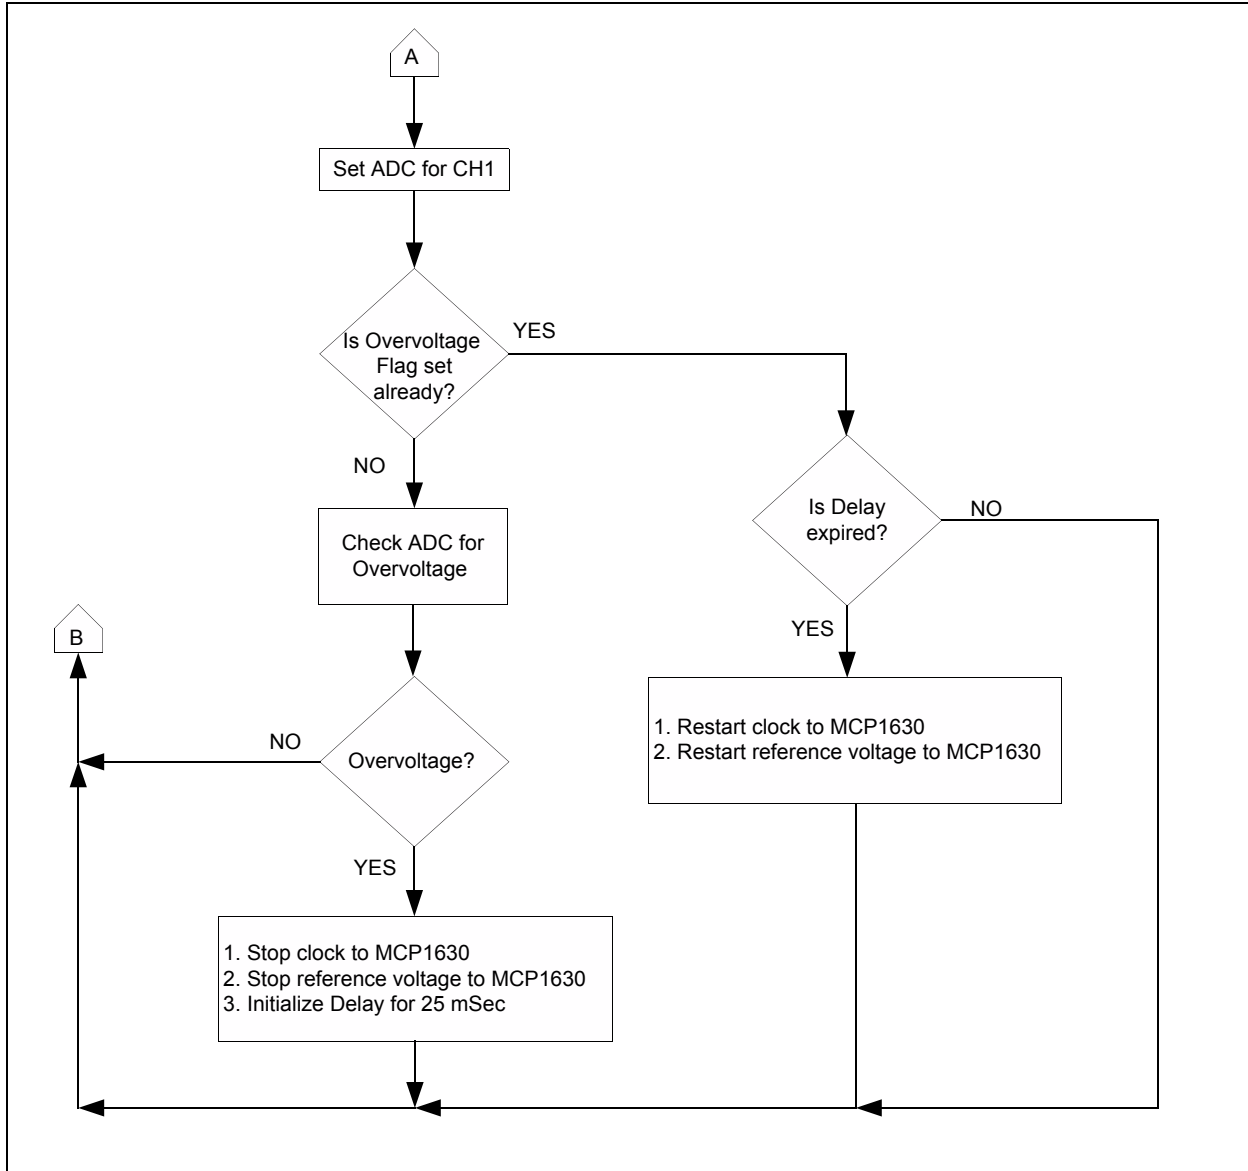 A
Set ADC for CH1
Is Overvoltage
Flag set
already?
YES
NO
Is Delay
expired?
NO
Check ADC for
Overvoltage
B
YES
NO
Overvoltage?
1. Restart clock to MCP1630
2. Restart reference voltage to MCP1630
YES
1. Stop clock to MCP1630
2. Stop reference voltage to MCP1630
3. Initialize Delay for 25 mSec